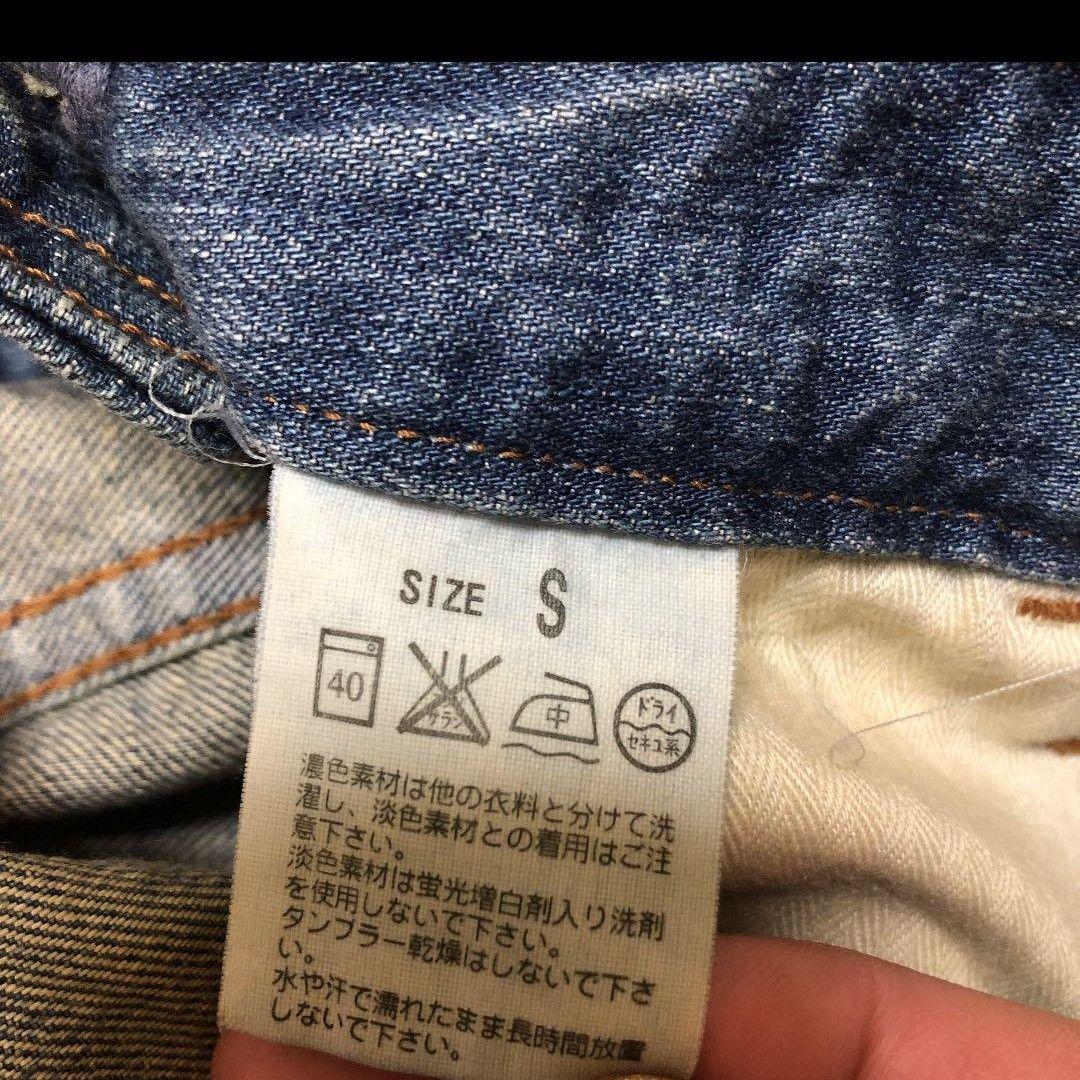 SIZE S
40 サラシ 中 ドライ セキユ系
濃色素材は他の衣料と分けて洗
濯し、淡色素材との着用はご注
意下さい。
淡色素材は蛍光増白剤入り洗剤
を使用しないで下さい。
タンブラー乾燥はしないで下さ
い。
水や汗で濡れたまま長時間放置
しないで下さい。